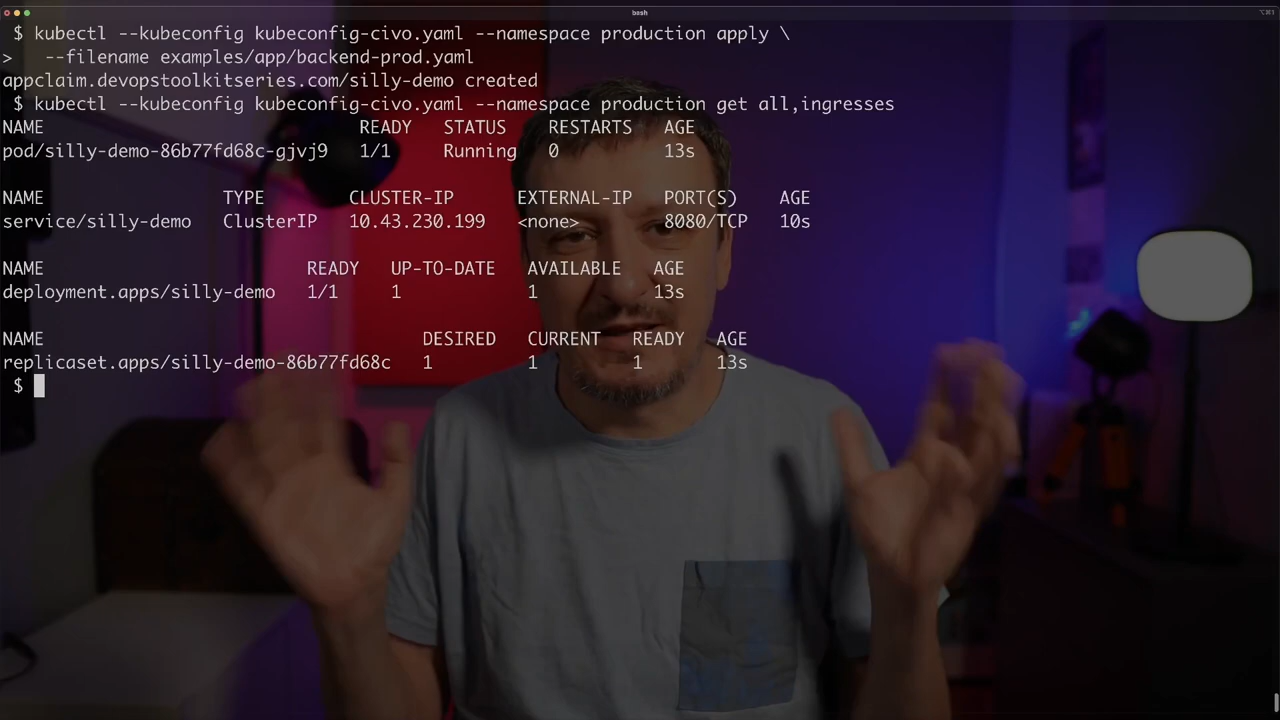 bash
⌥⌘1
$ kubectl --kubeconfig kubeconfig-civo.yaml --namespace production apply \
> --filename examples/app/backend-prod.yaml
appclaim.devopstoolkitseries.com/silly-demo created
$ kubectl --kubeconfig kubeconfig-civo.yaml --namespace production get all,ingresses
NAME READY STATUS RESTARTS AGE
pod/silly-demo-86b77fd68c-gjvj9 1/1 Running 0 13s
NAME TYPE CLUSTER-IP EXTERNAL-IP PORT(S) AGE
service/silly-demo ClusterIP 10.43.230.199 <none> 8080/TCP 10s
NAME READY UP-TO-DATE AVAILABLE AGE
deployment.apps/silly-demo 1/1 1 1 13s
NAME DESIRED CURRENT READY AGE
replicaset.apps/silly-demo-86b77fd68c 1 1 1 13s
$